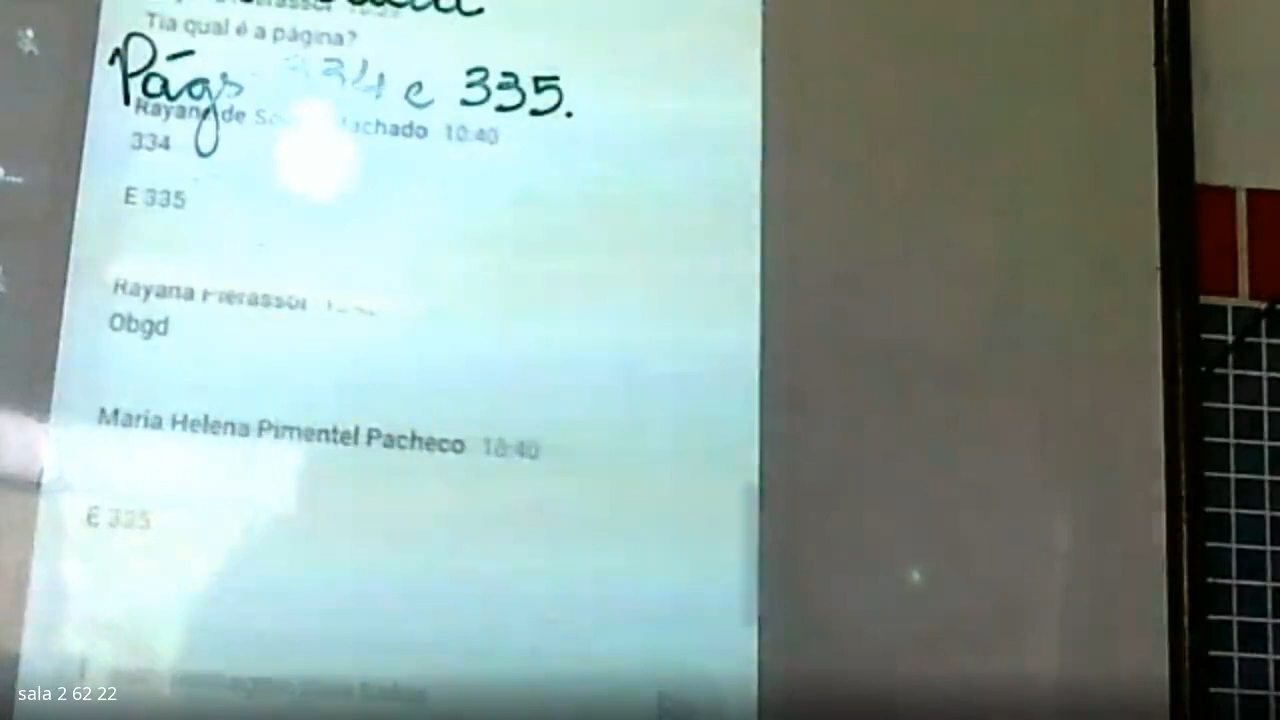 Tia qual é a página?
Págs 334 e 335.
Rayana de Machado 10:40
334
E 335
Rayana Pierassol
Obgd
Maria Helena Pimentel Pacheco 10:40
E 335
sala 2 62 22